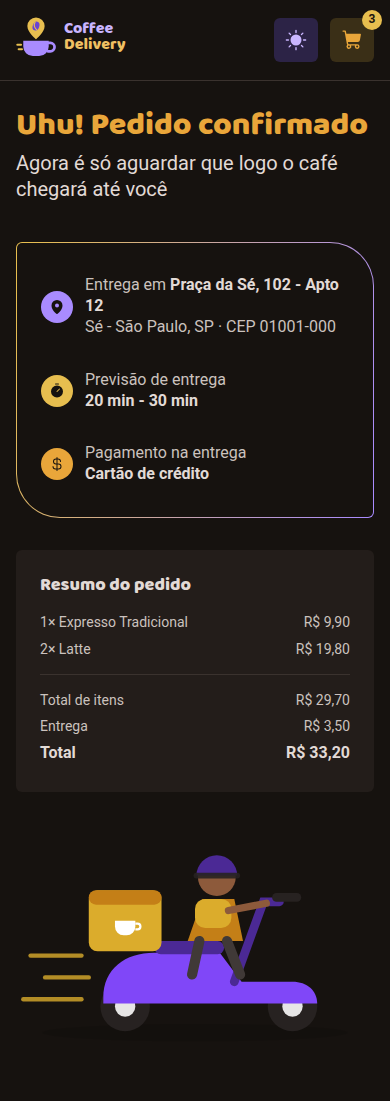 Coffee
Delivery
3
Uhu! Pedido confirmado
Agora é só aguardar que logo o café
chegará até você
Entrega em Praça da Sé, 102 - Apto
12
Sé - São Paulo, SP · CEP 01001-000
Previsão de entrega
20 min - 30 min
Pagamento na entrega
Cartão de crédito
Resumo do pedido
1× Expresso Tradicional R$ 9,90
2× Latte R$ 19,80
Total de itens R$ 29,70
Entrega R$ 3,50
Total R$ 33,20